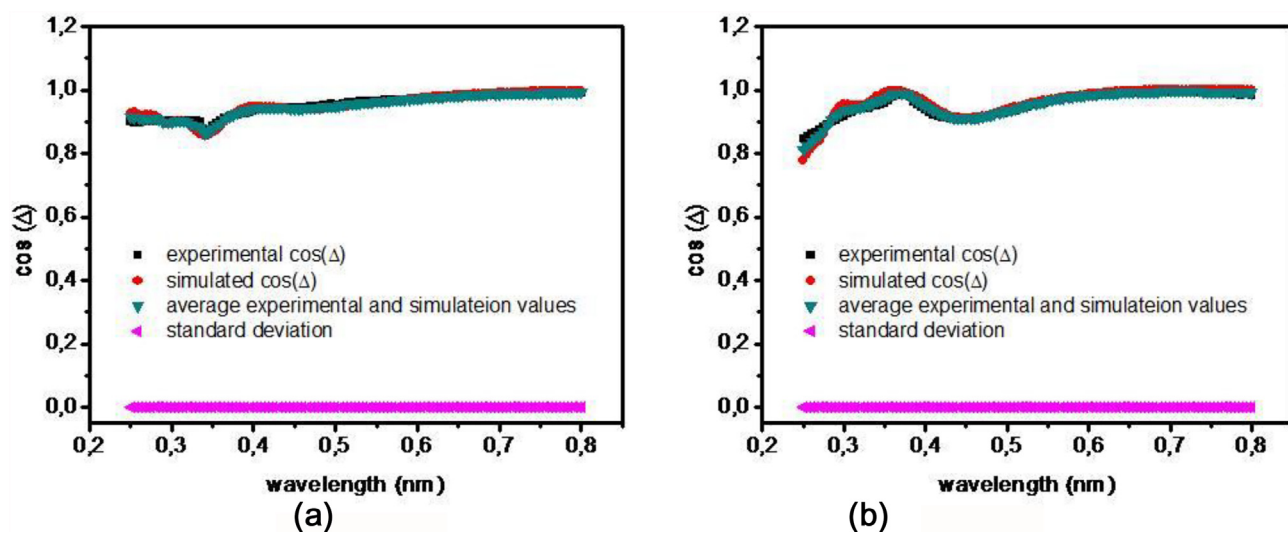 1,2
1,0
0,8
0,6
0,4
0,2
0,0
cos (Δ)
experimental cos(Δ)
simulated cos(Δ)
average experimental and simulateion values
standard deviation
0,2 0,3 0,4 0,5 0,6 0,7 0,8
wavelength (nm)
(a)
1,2
1,0
0,8
0,6
0,4
0,2
0,0
cos (Δ)
experimental cos(Δ)
simulated cos(Δ)
average experimental and simulateion values
standard deviation
0,2 0,3 0,4 0,5 0,6 0,7 0,8
wavelength (nm)
(b)